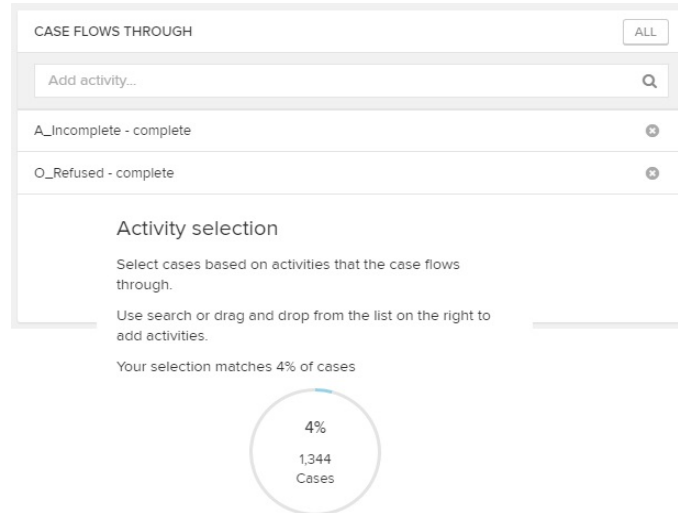 CASE FLOWS THROUGH
ALL
Add activity...
A_Incomplete - complete
O_Refused - complete
Activity selection
Select cases based on activities that the case flows
through.
Use search or drag and drop from the list on the right to
add activities.
Your selection matches 4% of cases
4%
1,344
Cases